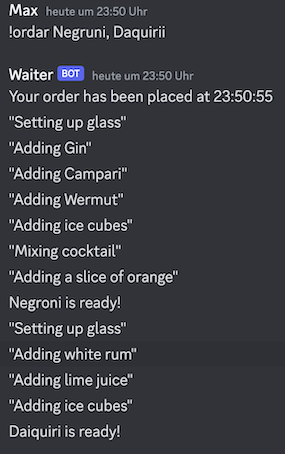 Max heute um 23:50 Uhr
!ordar Negruni, Daquirii
Waiter BOT heute um 23:50 Uhr
Your order has been placed at 23:50:55
"Setting up glass"
"Adding Gin"
"Adding Campari"
"Adding Wermut"
"Adding ice cubes"
"Mixing cocktail"
"Adding a slice of orange"
Negroni is ready!
"Setting up glass"
"Adding white rum"
"Adding lime juice"
"Adding ice cubes"
Daiquiri is ready!